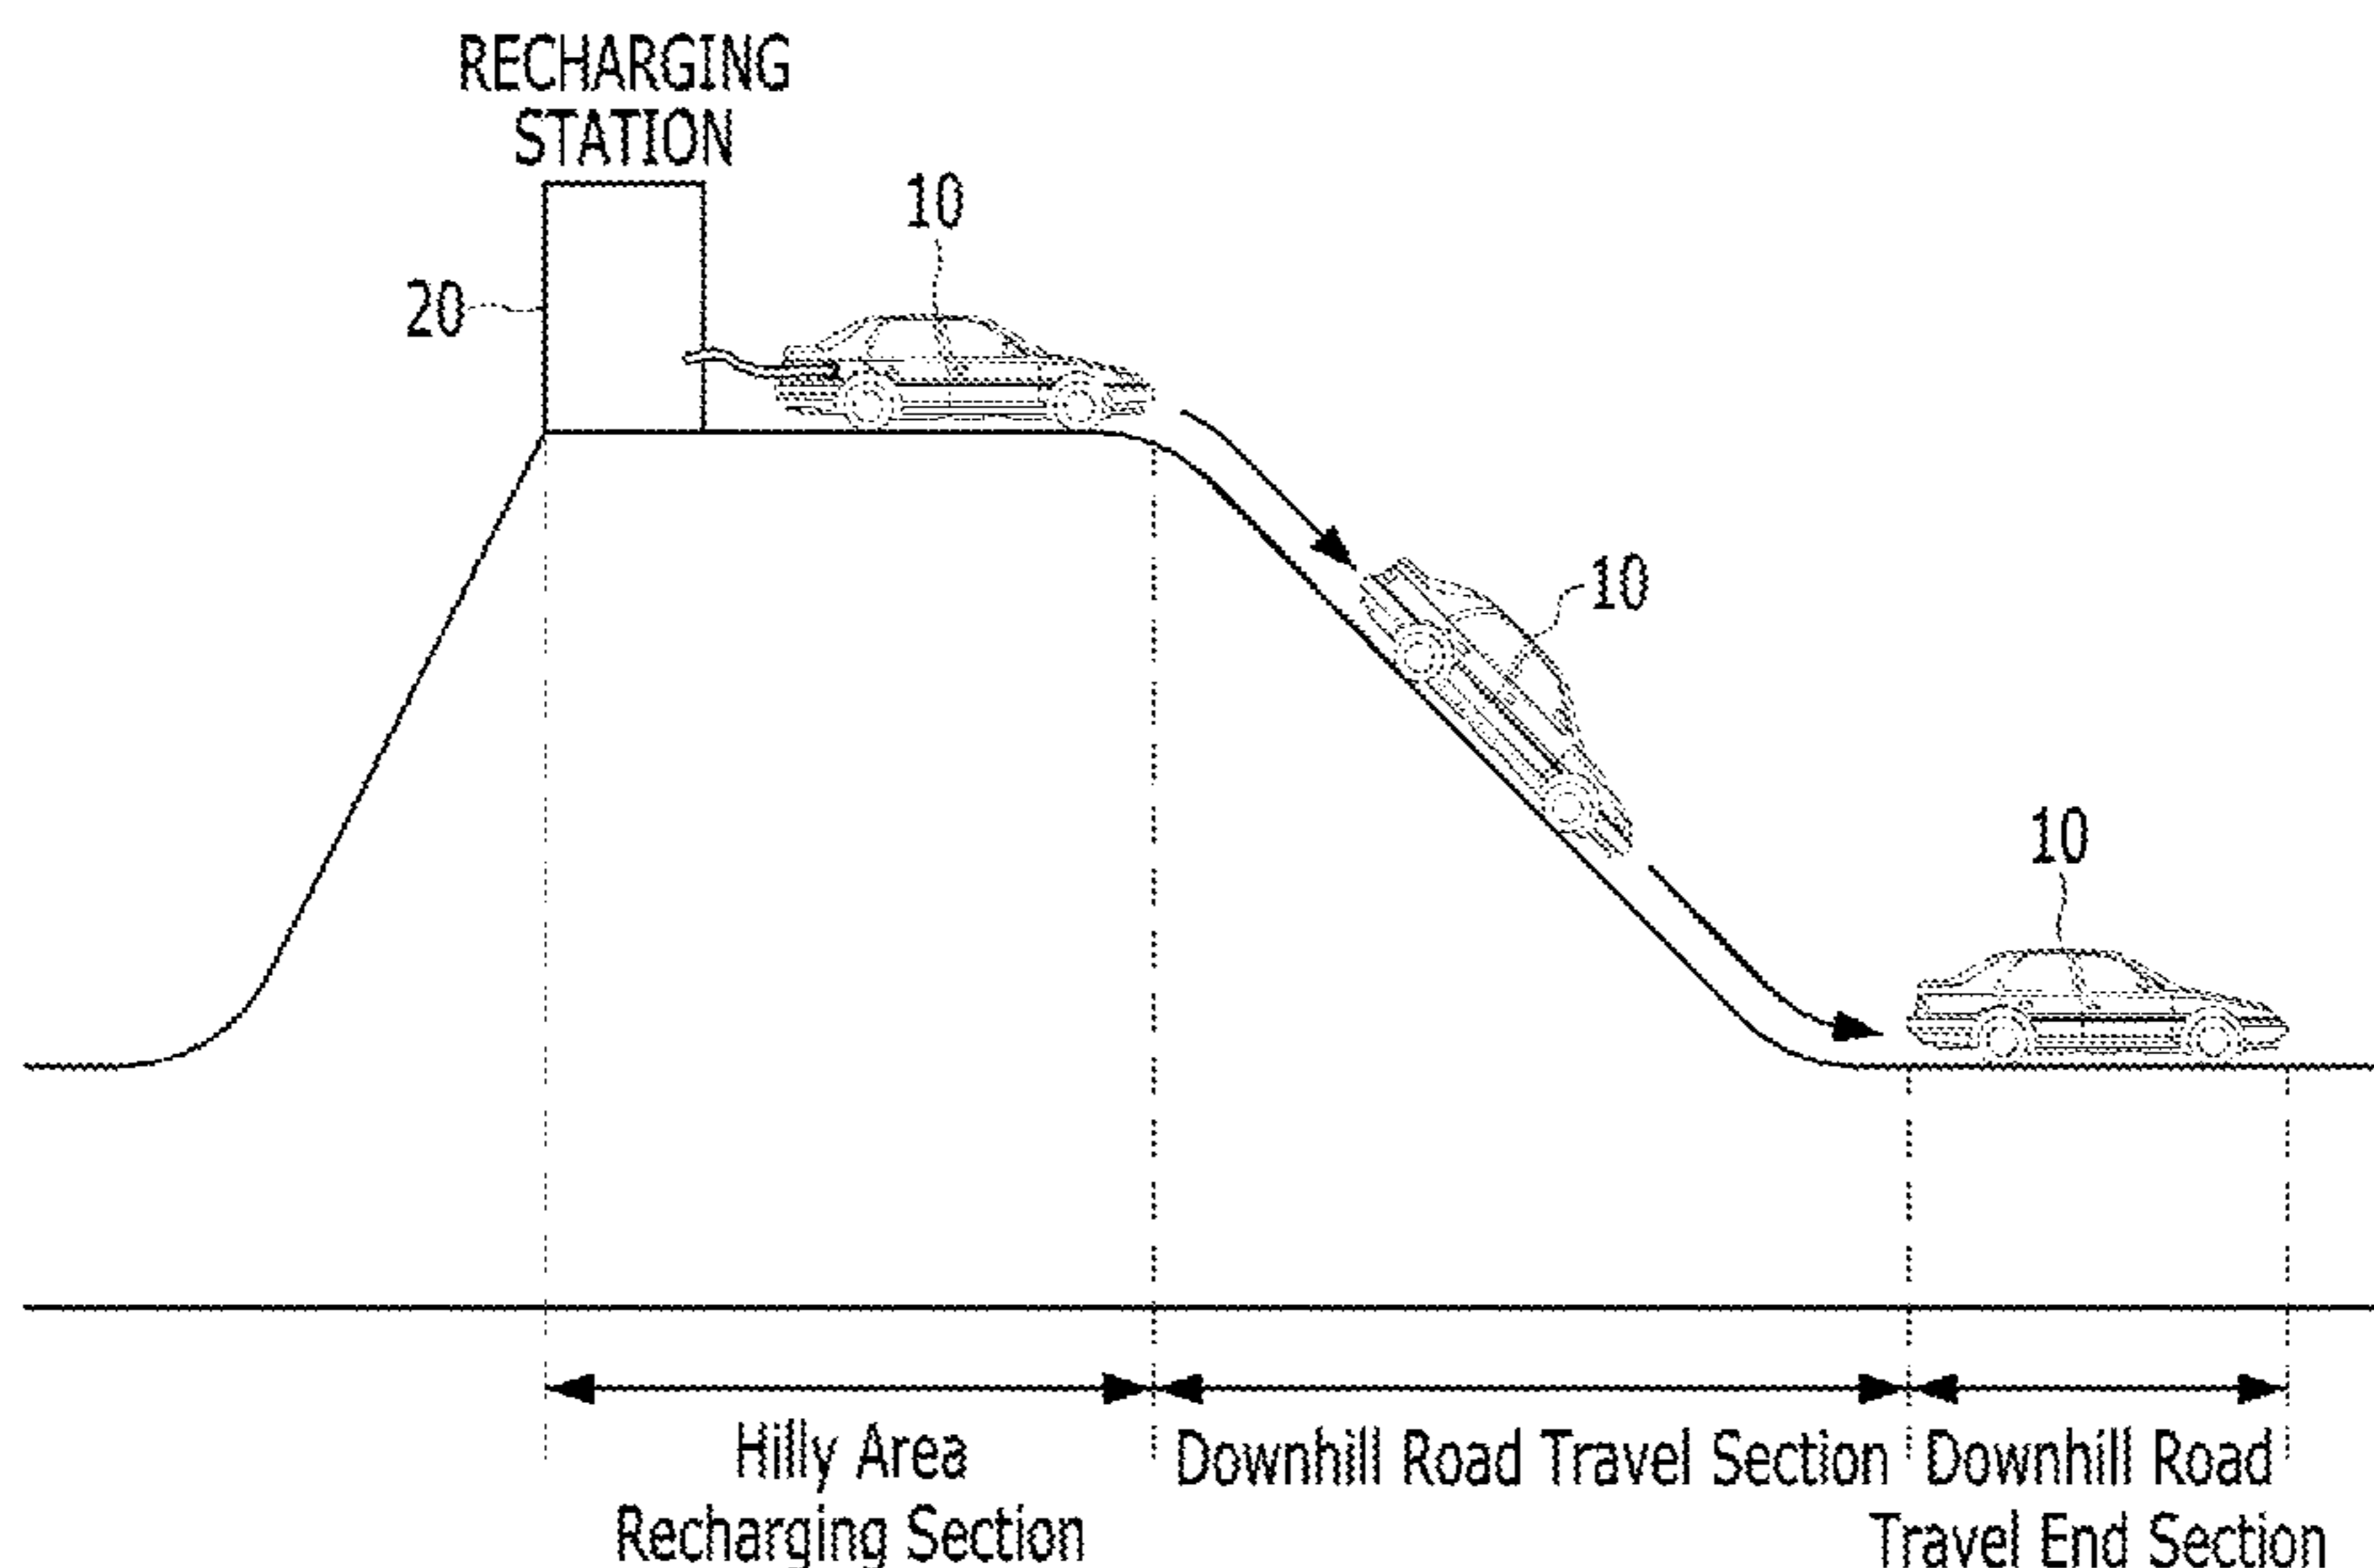 RECHARGING
STATION
10
20
10
10
Hilly Area
Recharging Section
Downhill Road Travel Section
Downhill Road
Travel End Section